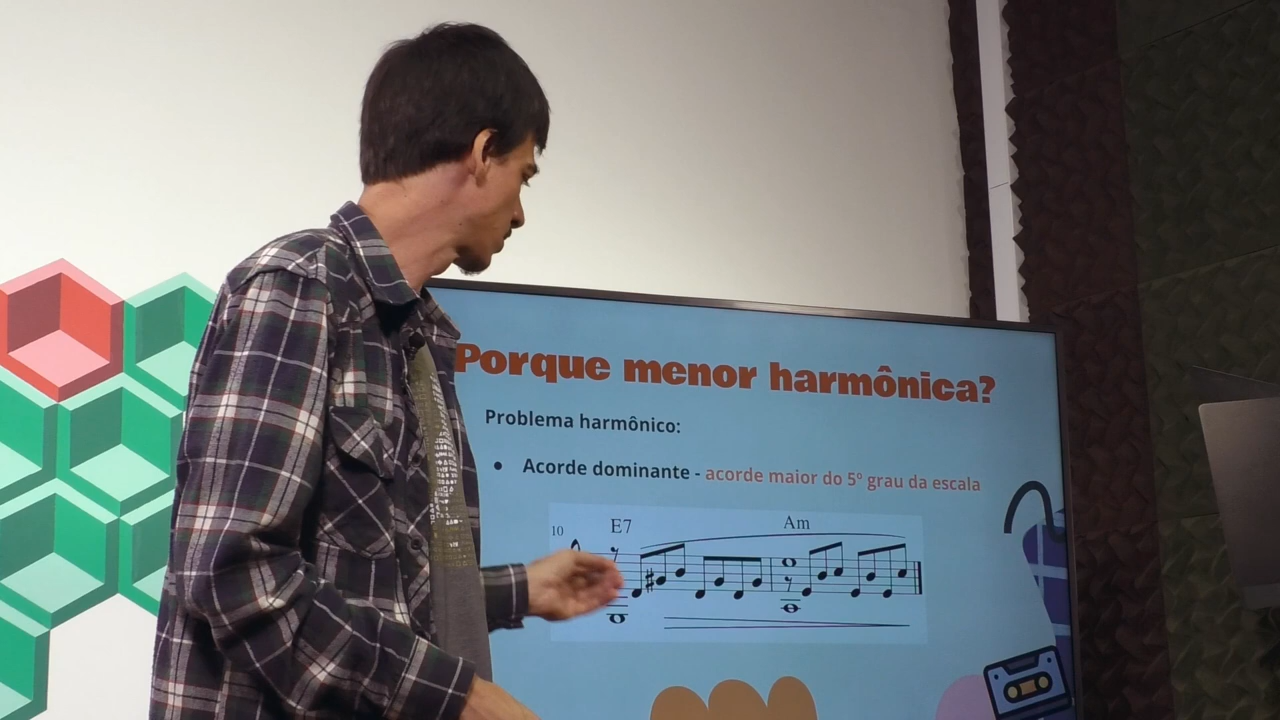 Porque menor harmônica?
Problema harmônico:
• Acorde dominante - acorde maior do 5º grau da escala
10 E7 Am